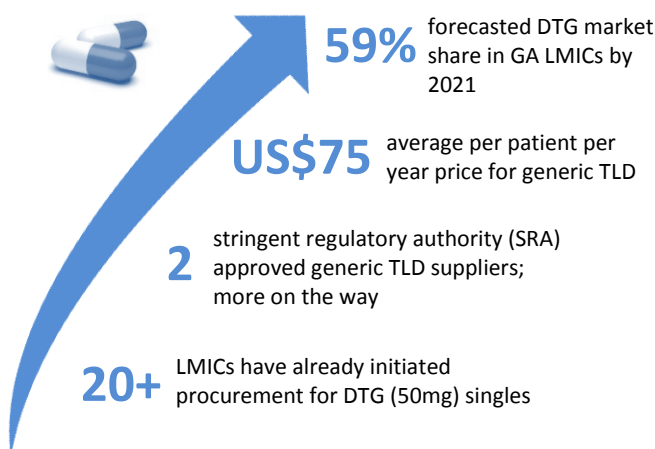 59%
forecasted DTG market
share in GA LMICs by
2021
US$75
average per patient per
year price for generic TLD
2
stringent regulatory authority (SRA)
approved generic TLD suppliers;
more on the way
20+
LMICs have already initiated
procurement for DTG (50mg) singles